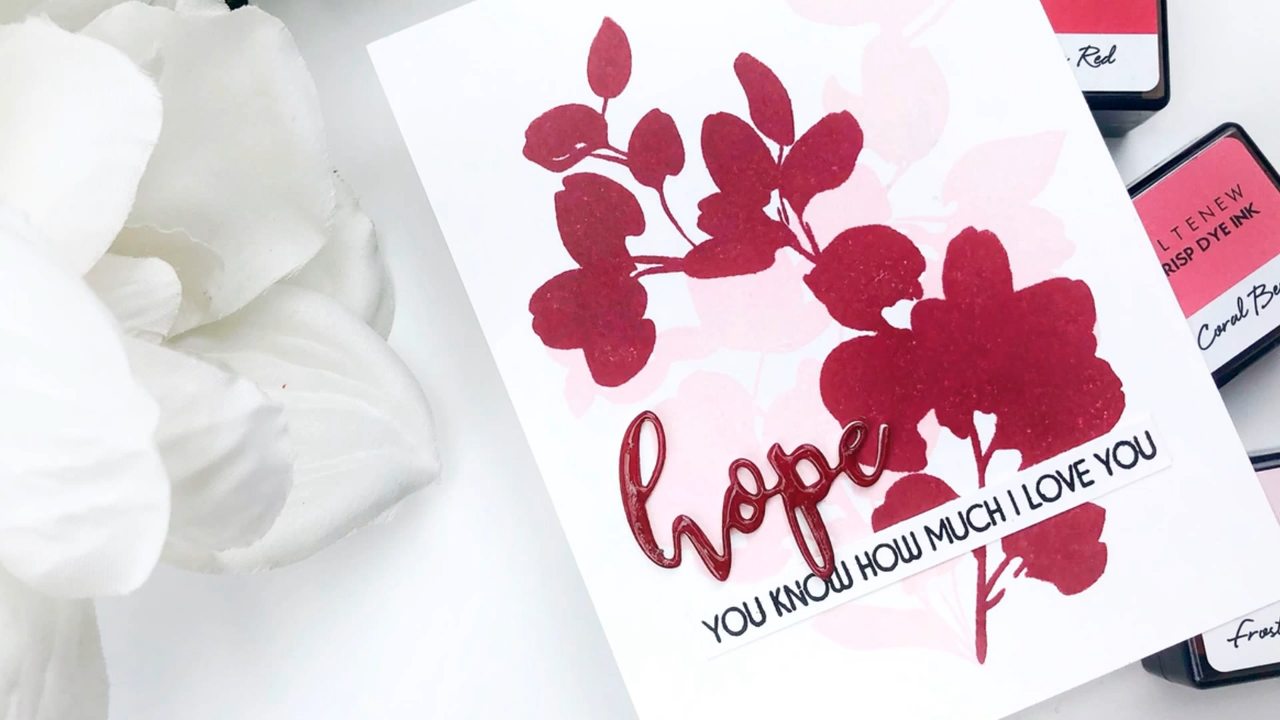 hope
YOU KNOW HOW MUCH I LOVE YOU
Red
LTENEW
RISP DYE INK
Coral Be
Frost